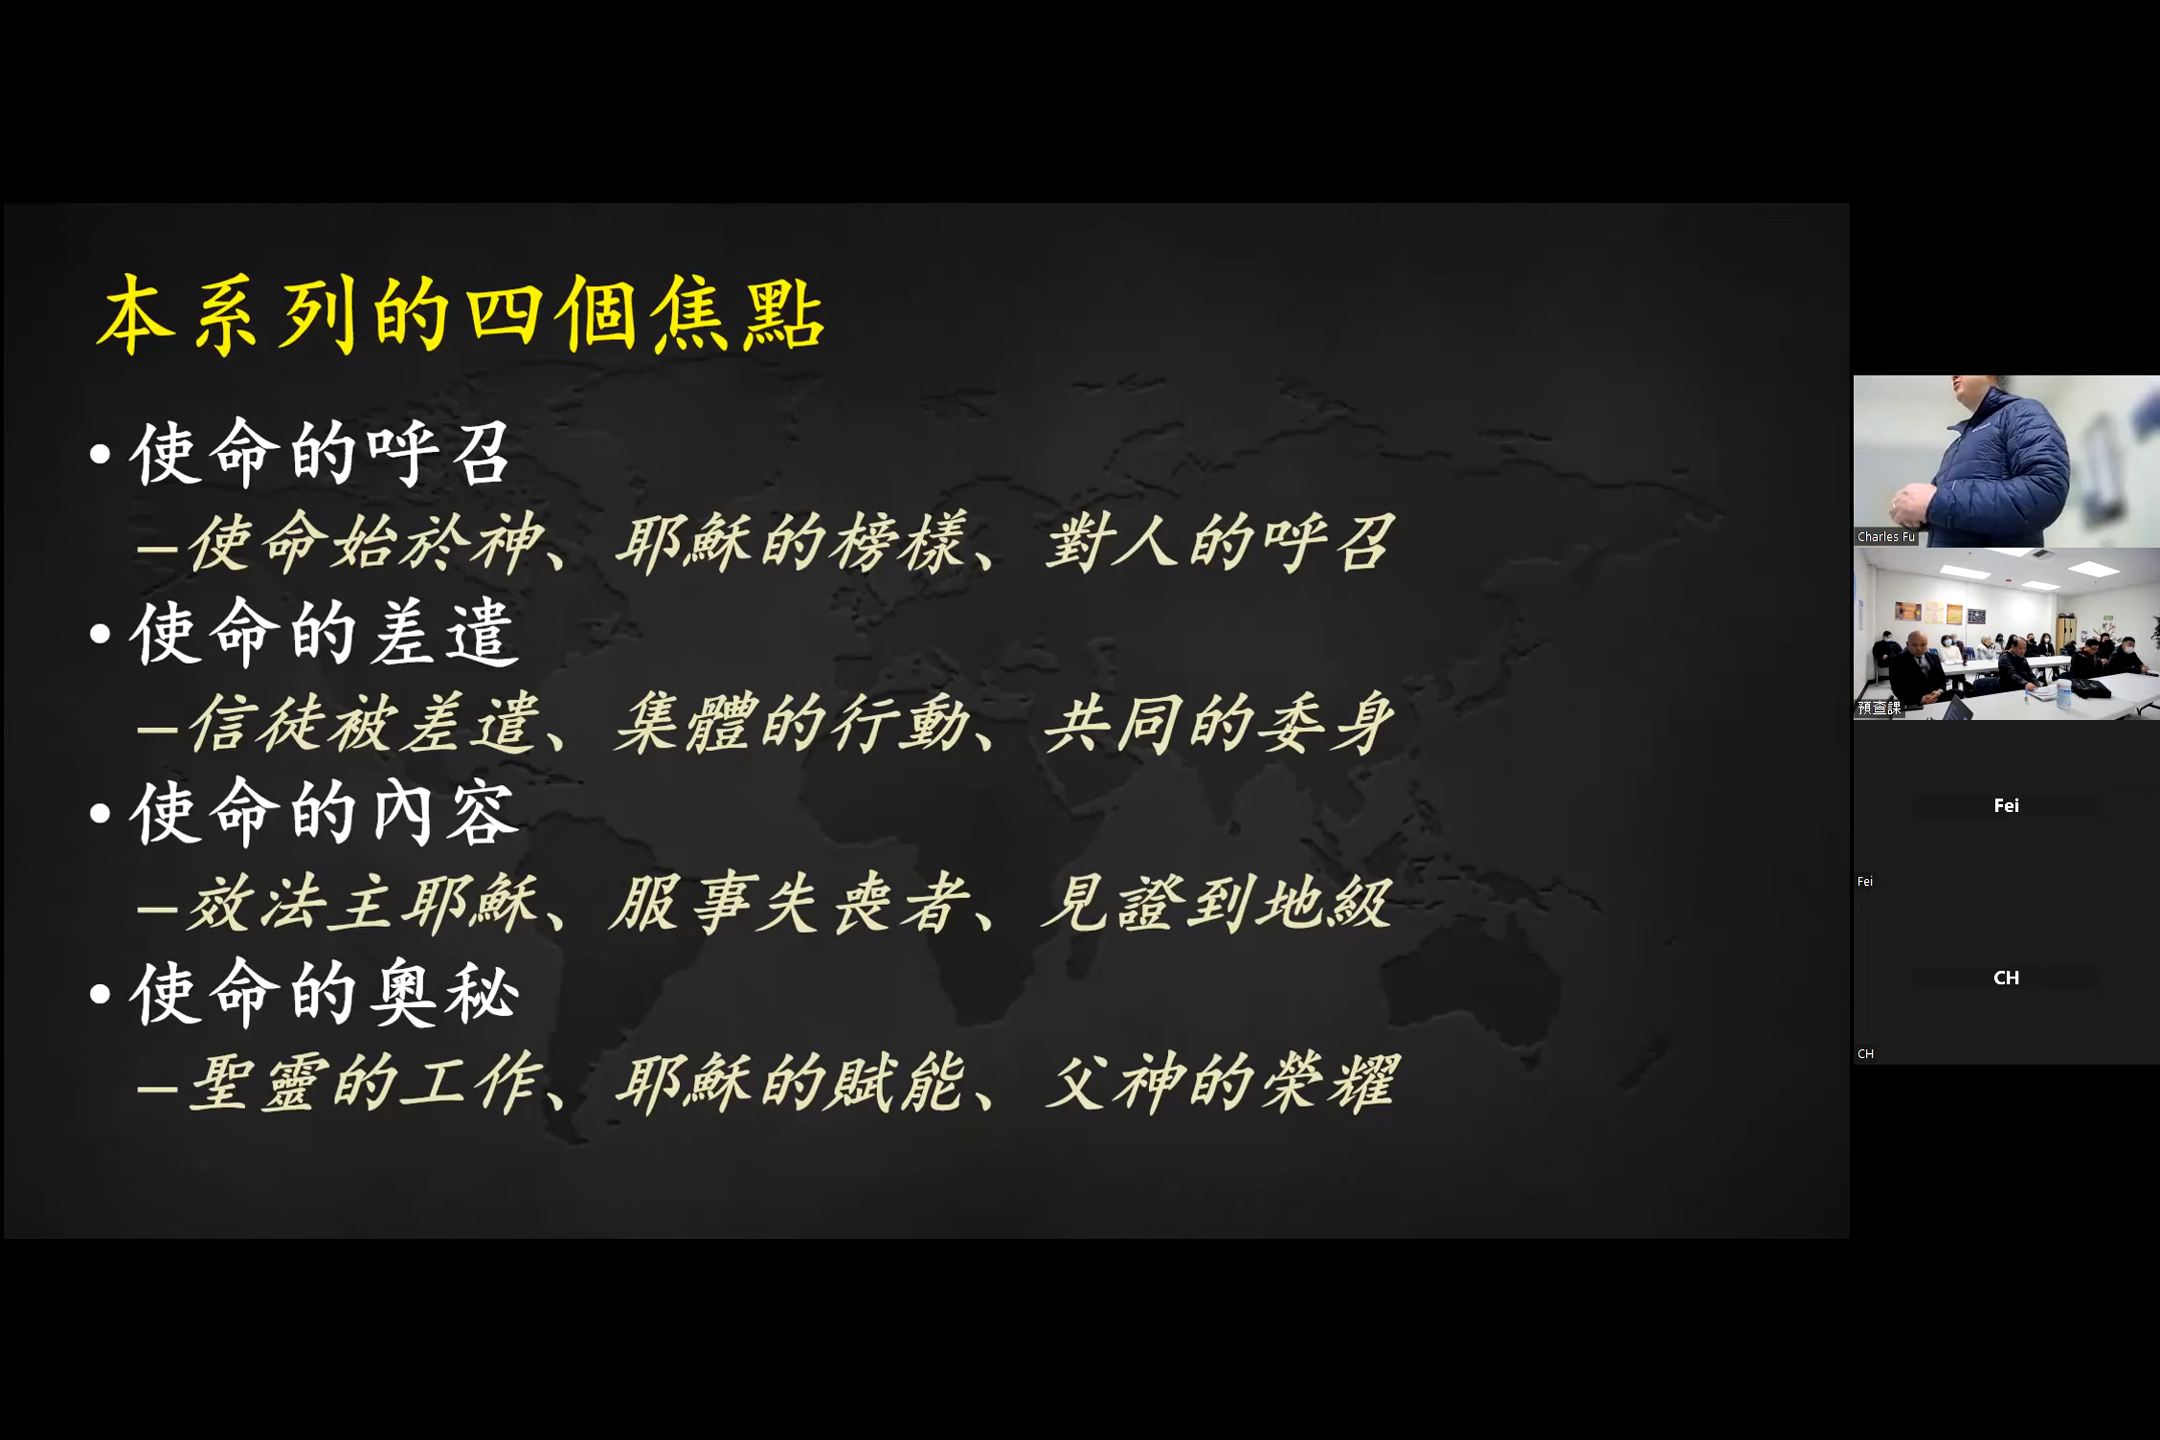 本系列的四個焦點
•使命的呼召
–使命始於神、耶穌的榜樣、對人的呼召
•使命的差遣
–信徒被差遣、集體的行動、共同的委身
•使命的內容
–效法主耶穌、服事失喪者、見證到地級
•使命的奧秘
–聖靈的工作、耶穌的賦能、父神的榮耀
Charles Fu
預查課
Fei
Fei
CH
CH